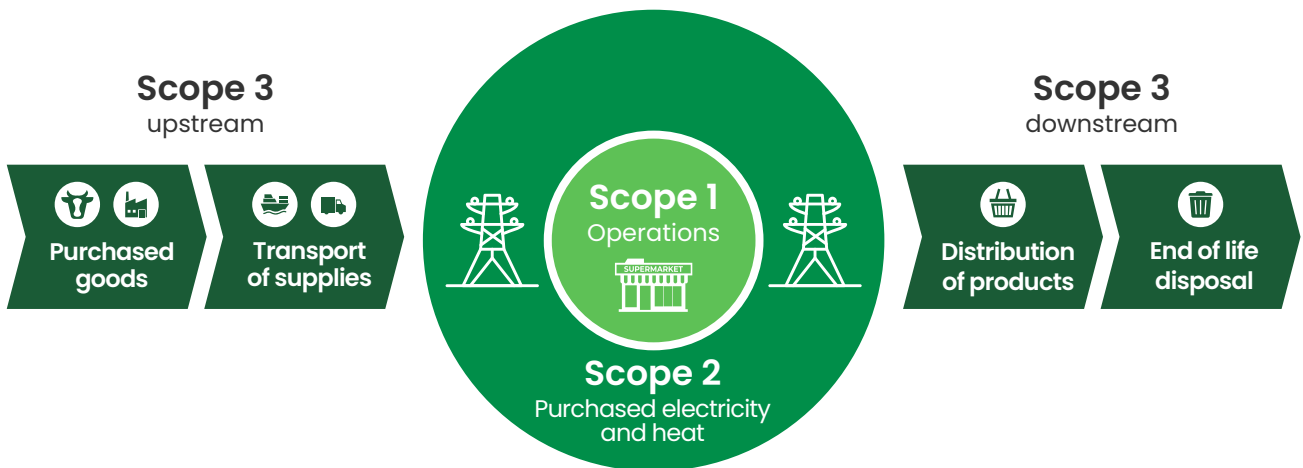 Scope 3
upstream
Purchased
goods
Transport
of supplies
Scope 1
Operations
SUPERMARKET
Scope 2
Purchased electricity
and heat
Scope 3
downstream
Distribution
of products
End of life
disposal